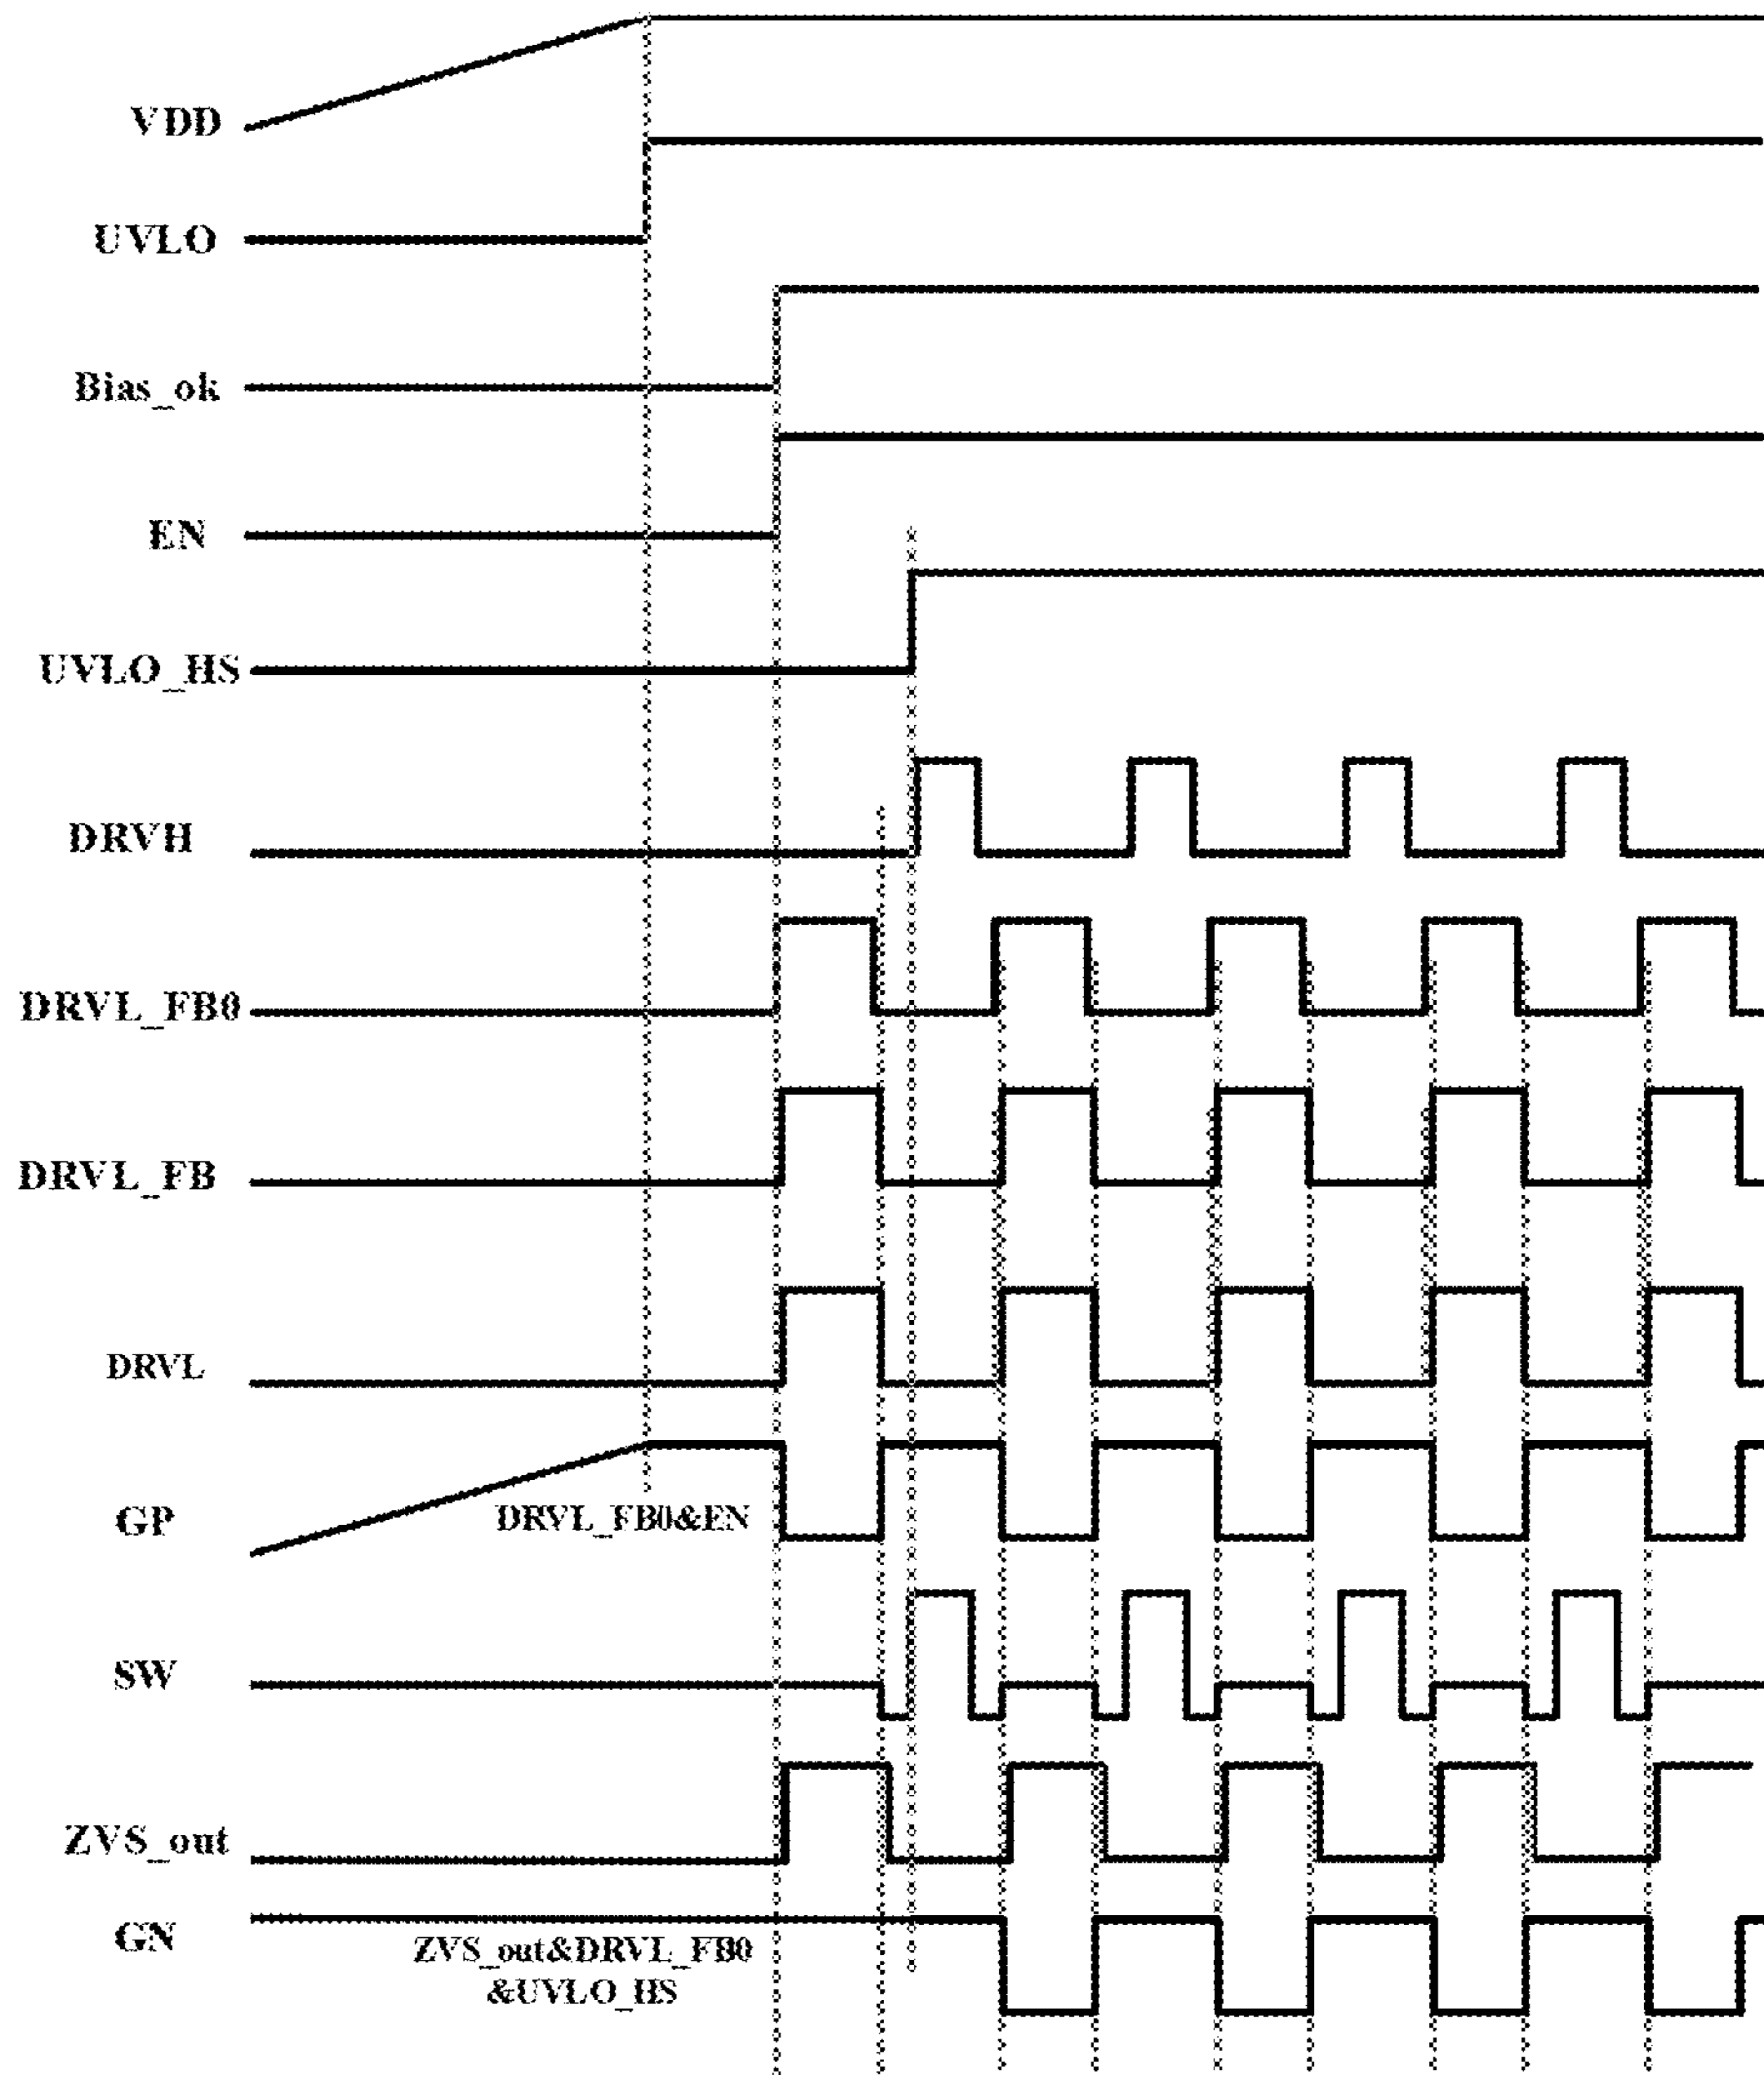 VDD
UVLO
Bias_ok
EN
UVLO_HS
DRVH
DRVL_FB0
DRVL_FB
DRVL
GP
DRVL_FB0&EN
SW
ZVS_out
GN
ZVS_out&DRVL_FB0
&UVLO_HS